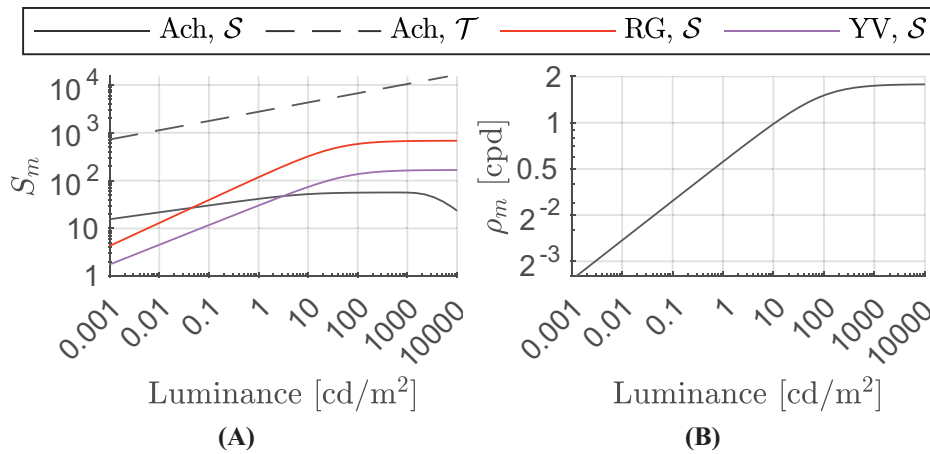 Ach, 𝒮 Ach, 𝒯 RG, 𝒮 YV, 𝒮
S_m
10^4
10^3
10^2
10
1
0.001 0.01 0.1 1 10 100 1000 10000
Luminance [cd/m²]
(A)
ρ_m [cpd]
2
1
0.5
2^-2
2^-3
0.001 0.01 0.1 1 10 100 1000 10000
Luminance [cd/m²]
(B)